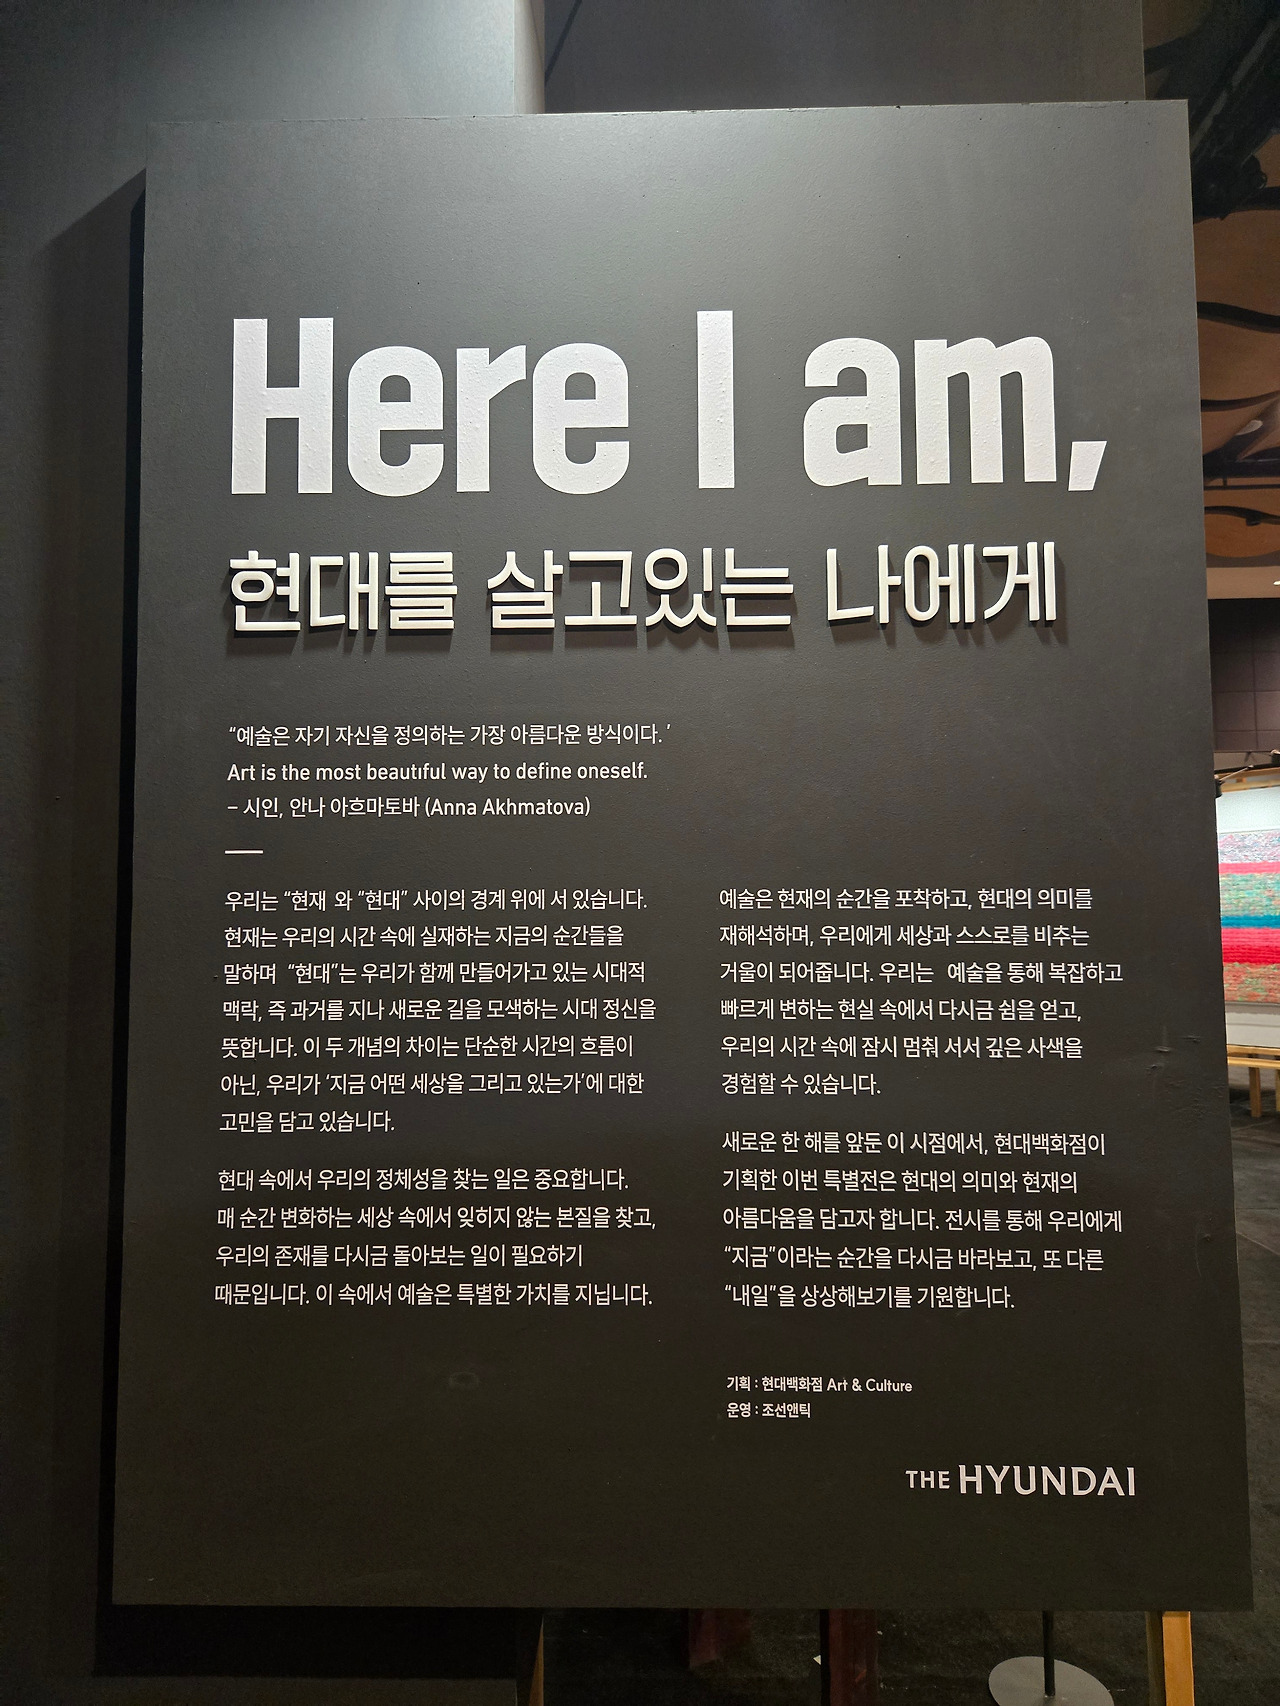 Here I am,
현대를 살고있는 나에게
“예술은 자기 자신을 정의하는 가장 아름다운 방식이다. ’
Art is the most beautiful way to define oneself.
– 시인, 안나 아흐마토바 (Anna Akhmatova)
우리는 “현재 와 “현대” 사이의 경계 위에 서 있습니다.
현재는 우리의 시간 속에 실재하는 지금의 순간들을
말하며 “현대”는 우리가 함께 만들어가고 있는 시대적
맥락, 즉 과거를 지나 새로운 길을 모색하는 시대 정신을
뜻합니다. 이 두 개념의 차이는 단순한 시간의 흐름이
아닌, 우리가 ‘지금 어떤 세상을 그리고 있는가’에 대한
고민을 담고 있습니다.
현대 속에서 우리의 정체성을 찾는 일은 중요합니다.
매 순간 변화하는 세상 속에서 잊히지 않는 본질을 찾고,
우리의 존재를 다시금 돌아보는 일이 필요하기
때문입니다. 이 속에서 예술은 특별한 가치를 지닙니다.
예술은 현재의 순간을 포착하고, 현대의 의미를
재해석하며, 우리에게 세상과 스스로를 비추는
거울이 되어줍니다. 우리는 예술을 통해 복잡하고
빠르게 변하는 현실 속에서 다시금 쉼을 얻고,
우리의 시간 속에 잠시 멈춰 서서 깊은 사색을
경험할 수 있습니다.
새로운 한 해를 앞둔 이 시점에서, 현대백화점이
기획한 이번 특별전은 현대의 의미와 현재의
아름다움을 담고자 합니다. 전시를 통해 우리에게
“지금”이라는 순간을 다시금 바라보고, 또 다른
“내일”을 상상해보기를 기원합니다.
기획 : 현대백화점 Art & Culture
운영 : 조선앤틱
THE HYUNDAI